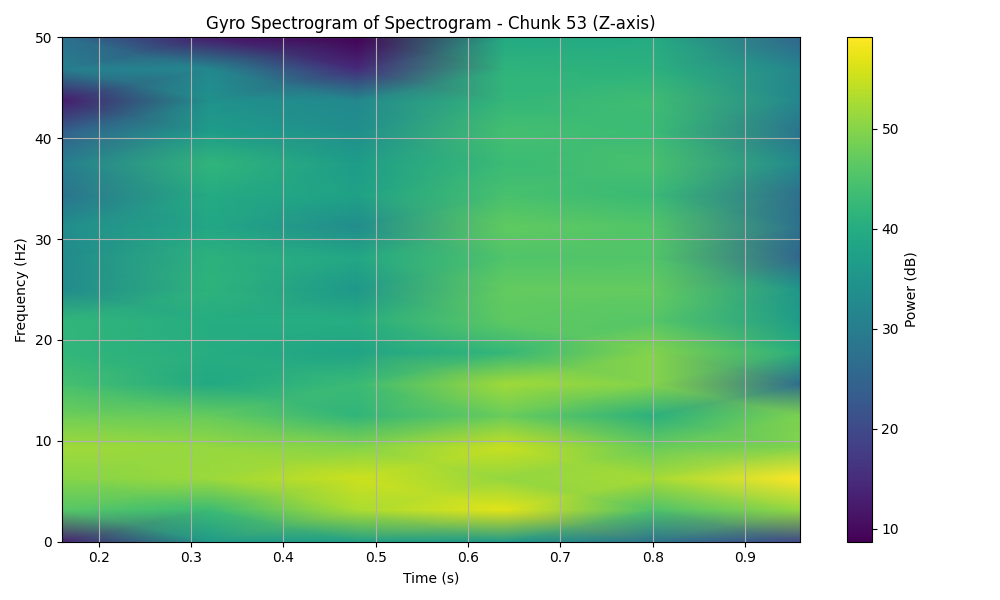 Gyro Spectrogram of Spectrogram - Chunk 53 (Z-axis)
50
40
30
20
10
0
Frequency (Hz)
0.2 0.3 0.4 0.5 0.6 0.7 0.8 0.9
Time (s)
50
40
30
20
10
Power (dB)